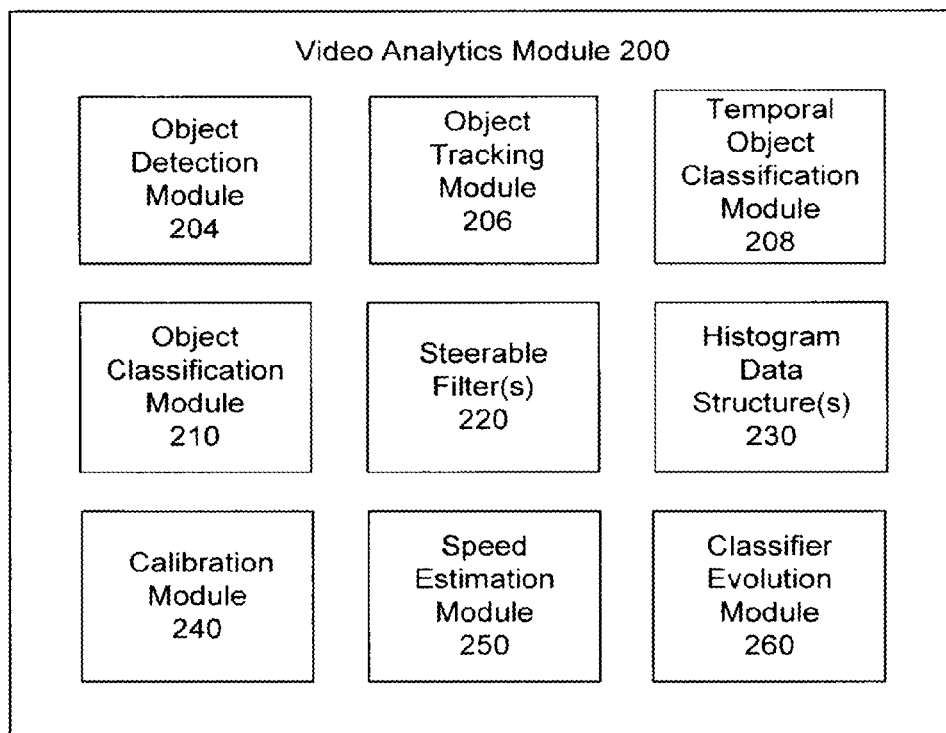 Video Analytics Module 200
Object
Detection
Module
204
Object
Tracking
Module
206
Temporal
Object
Classification
Module
208
Object
Classification
Module
210
Steerable
Filter(s)
220
Histogram
Data
Structure(s)
230
Calibration
Module
240
Speed
Estimation
Module
250
Classifier
Evolution
Module
260